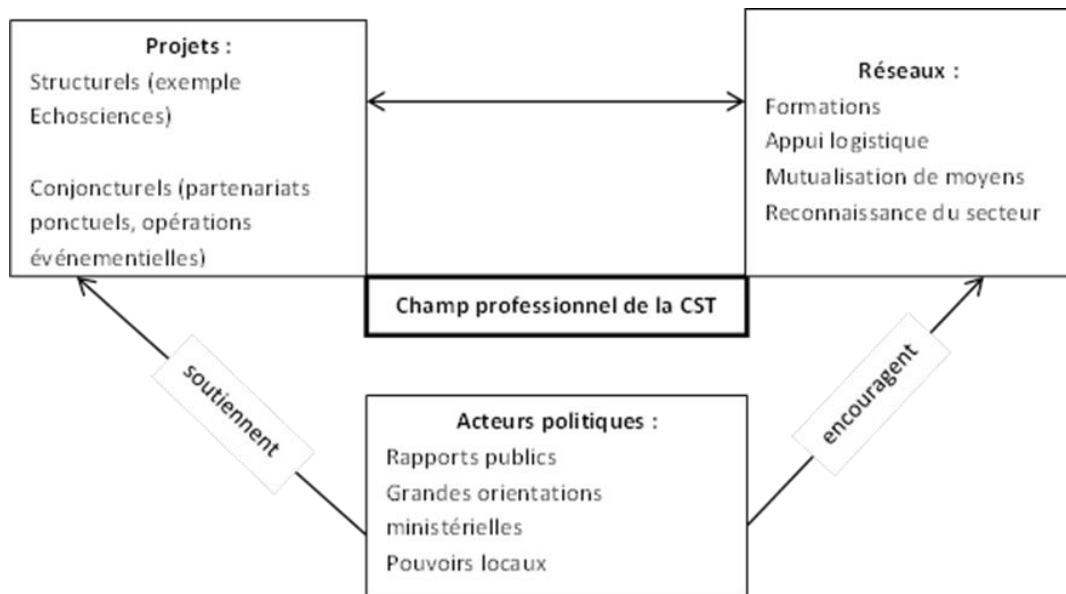 Projets :
Structurels (exemple
Echosciences)
Conjoncturels (partenariats
ponctuels, opérations
événementielles)
Réseaux :
Formations
Appui logistique
Mutualisation de moyens
Reconnaissance du secteur
Champ professionnel de la CST
soutiennent
encouragent
Acteurs politiques :
Rapports publics
Grandes orientations
ministérielles
Pouvoirs locaux